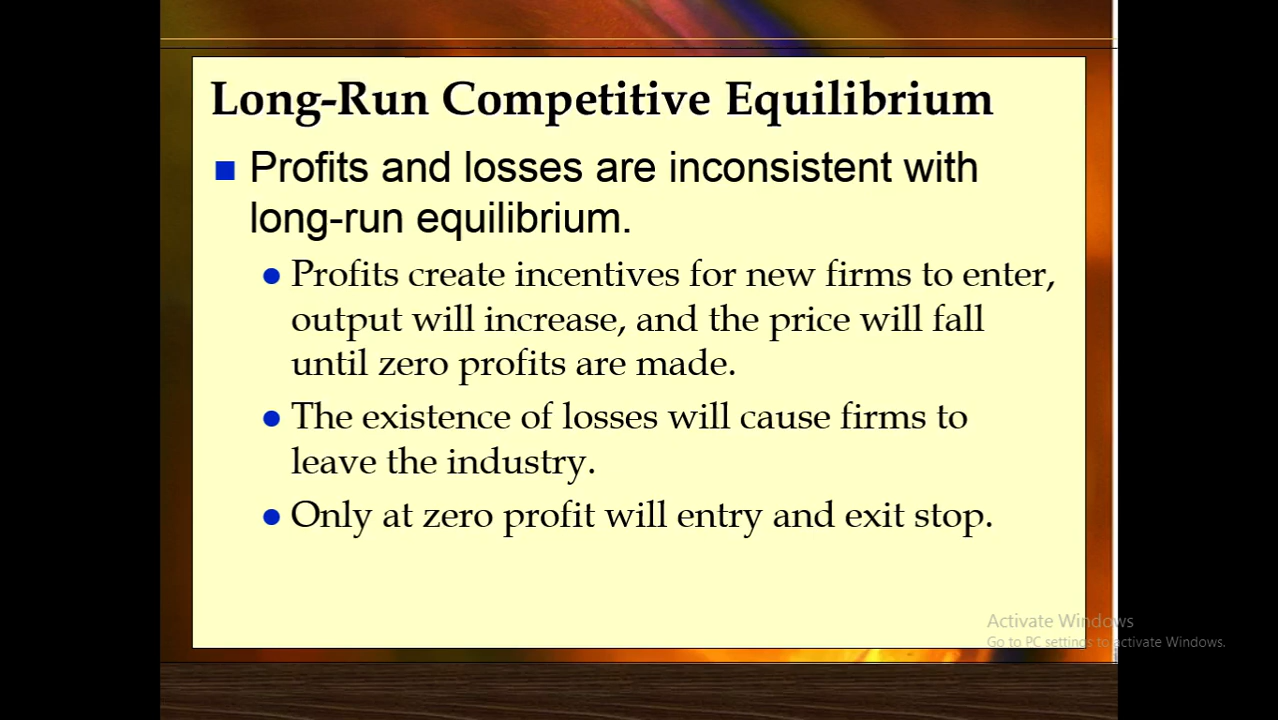 Long-Run Competitive Equilibrium
Profits and losses are inconsistent with
long-run equilibrium.
Profits create incentives for new firms to enter,
output will increase, and the price will fall
until zero profits are made.
The existence of losses will cause firms to
leave the industry.
Only at zero profit will entry and exit stop.
Activate Windows
Go to PC settings to activate Windows.